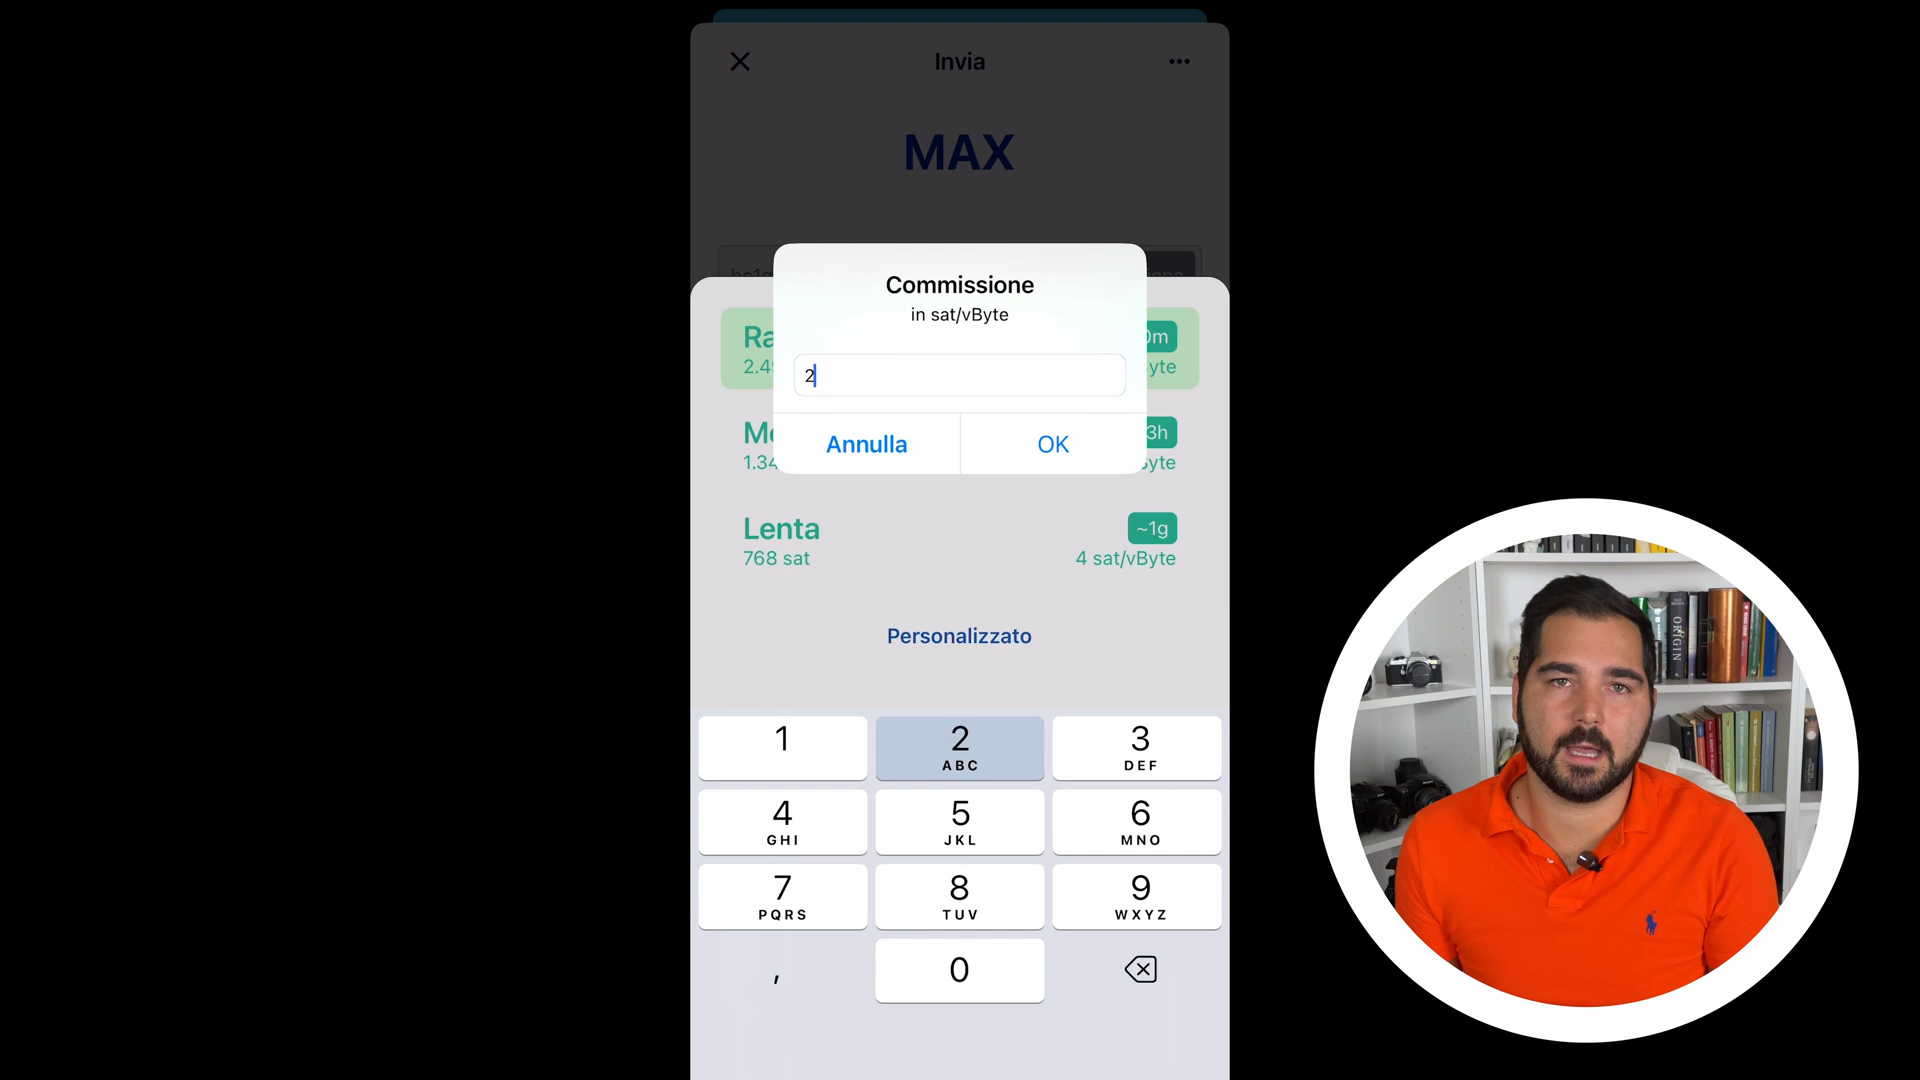 Invia
MAX
Commissione
in sat/vByte
2
Annulla
OK
Lenta
~1g
768 sat
4 sat/vByte
Personalizzato
1
2
ABC
3
DEF
4
GHI
5
JKL
6
MNO
7
PQRS
8
TUV
9
WXYZ
,
0
ORIGIN